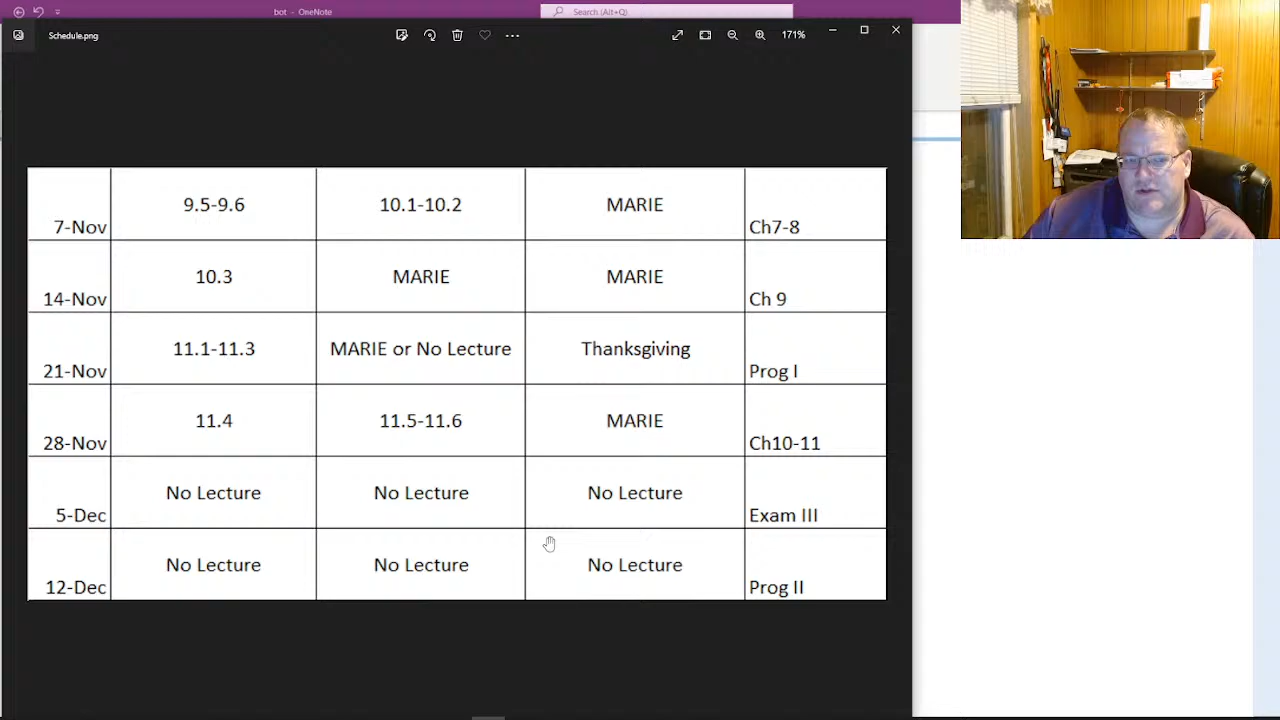 bot - OneNote
Search (Alt+Q)
Schedule.png
171%
7-Nov 9.5-9.6 10.1-10.2 MARIE Ch7-8
14-Nov 10.3 MARIE MARIE Ch 9
21-Nov 11.1-11.3 MARIE or No Lecture Thanksgiving Prog I
28-Nov 11.4 11.5-11.6 MARIE Ch10-11
5-Dec No Lecture No Lecture No Lecture Exam III
12-Dec No Lecture No Lecture No Lecture Prog II